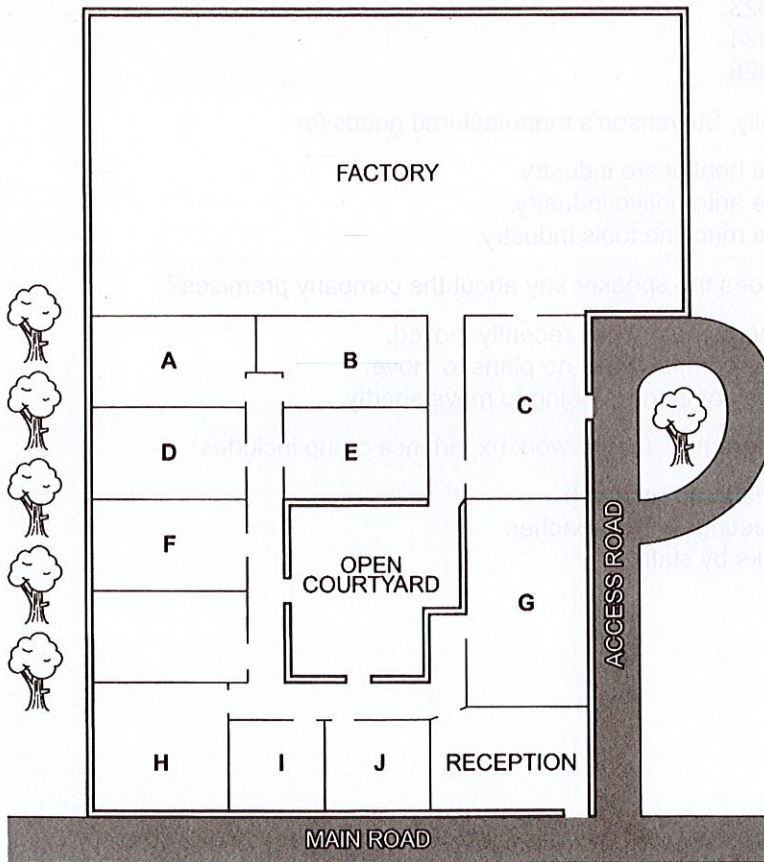 FACTORY
A
B
C
D
E
F
OPEN
COURTYARD
G
ACCESS ROAD
H
I
J
RECEPTION
MAIN ROAD